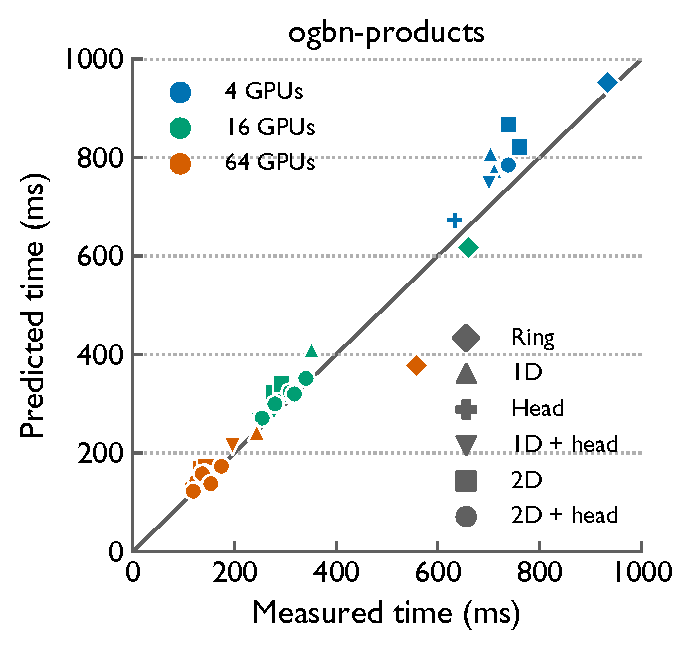 ogbn-products
1000
800
600
400
200
0
Predicted time (ms)
4 GPUs
16 GPUs
64 GPUs
Ring
1D
Head
1D + head
2D
2D + head
0 200 400 600 800 1000
Measured time (ms)